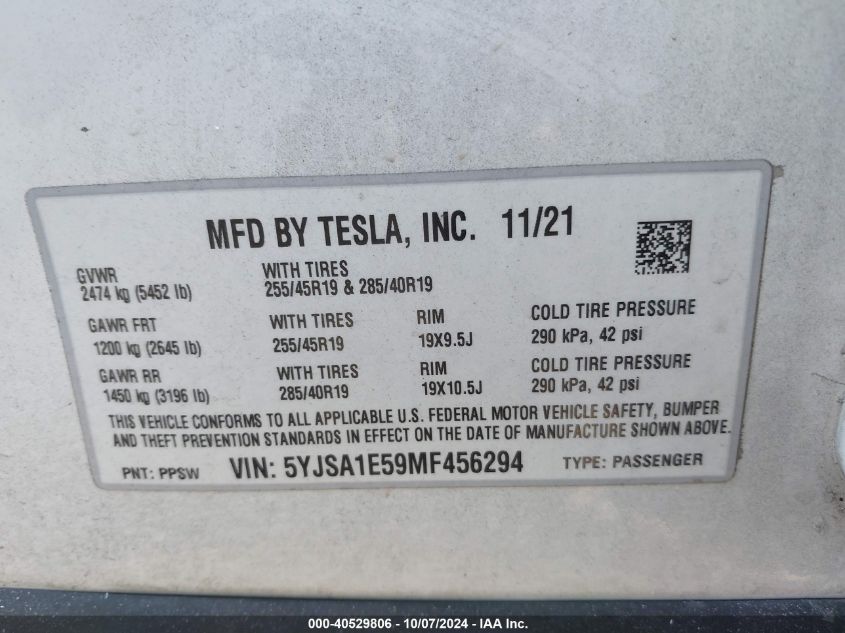 MFD BY TESLA, INC. 11/21
GVWR
2474 kg (5452 lb)
WITH TIRES
255/45R19 & 285/40R19
GAWR FRT
1200 kg (2645 lb)
WITH TIRES
255/45R19
RIM
19X9.5J
COLD TIRE PRESSURE
290 kPa, 42 psi
GAWR RR
1450 kg (3196 lb)
WITH TIRES
285/40R19
RIM
19X10.5J
COLD TIRE PRESSURE
290 kPa, 42 psi
THIS VEHICLE CONFORMS TO ALL APPLICABLE U.S. FEDERAL MOTOR VEHICLE SAFETY, BUMPER
AND THEFT PREVENTION STANDARDS IN EFFECT ON THE DATE OF MANUFACTURE SHOWN ABOVE.
PNT: PPSW VIN: 5YJSA1E59MF456294 TYPE: PASSENGER
000-40529806 - 10/07/2024 - IAA Holdings, LLC.